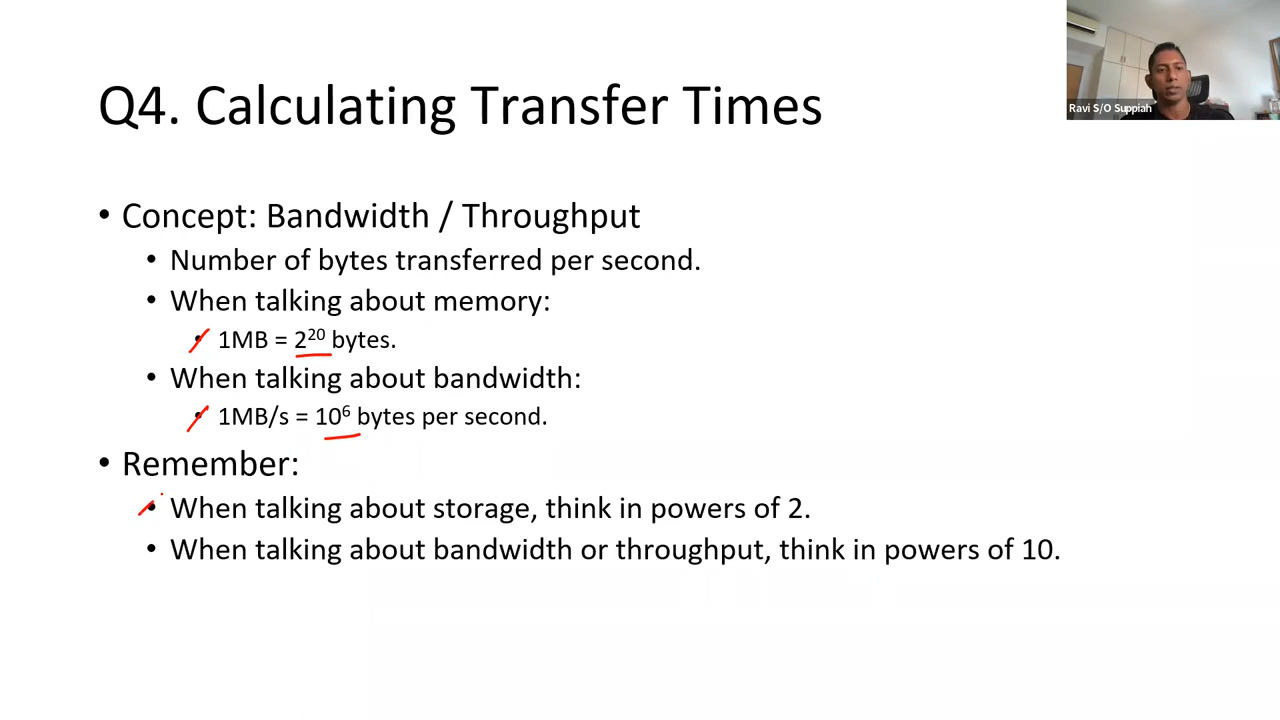 Q4. Calculating Transfer Times
Ravi S/O Suppiah
• Concept: Bandwidth / Throughput
• Number of bytes transferred per second.
• When talking about memory:
• 1MB = 2²⁰ bytes.
• When talking about bandwidth:
• 1MB/s = 10⁶ bytes per second.
• Remember:
• When talking about storage, think in powers of 2.
• When talking about bandwidth or throughput, think in powers of 10.